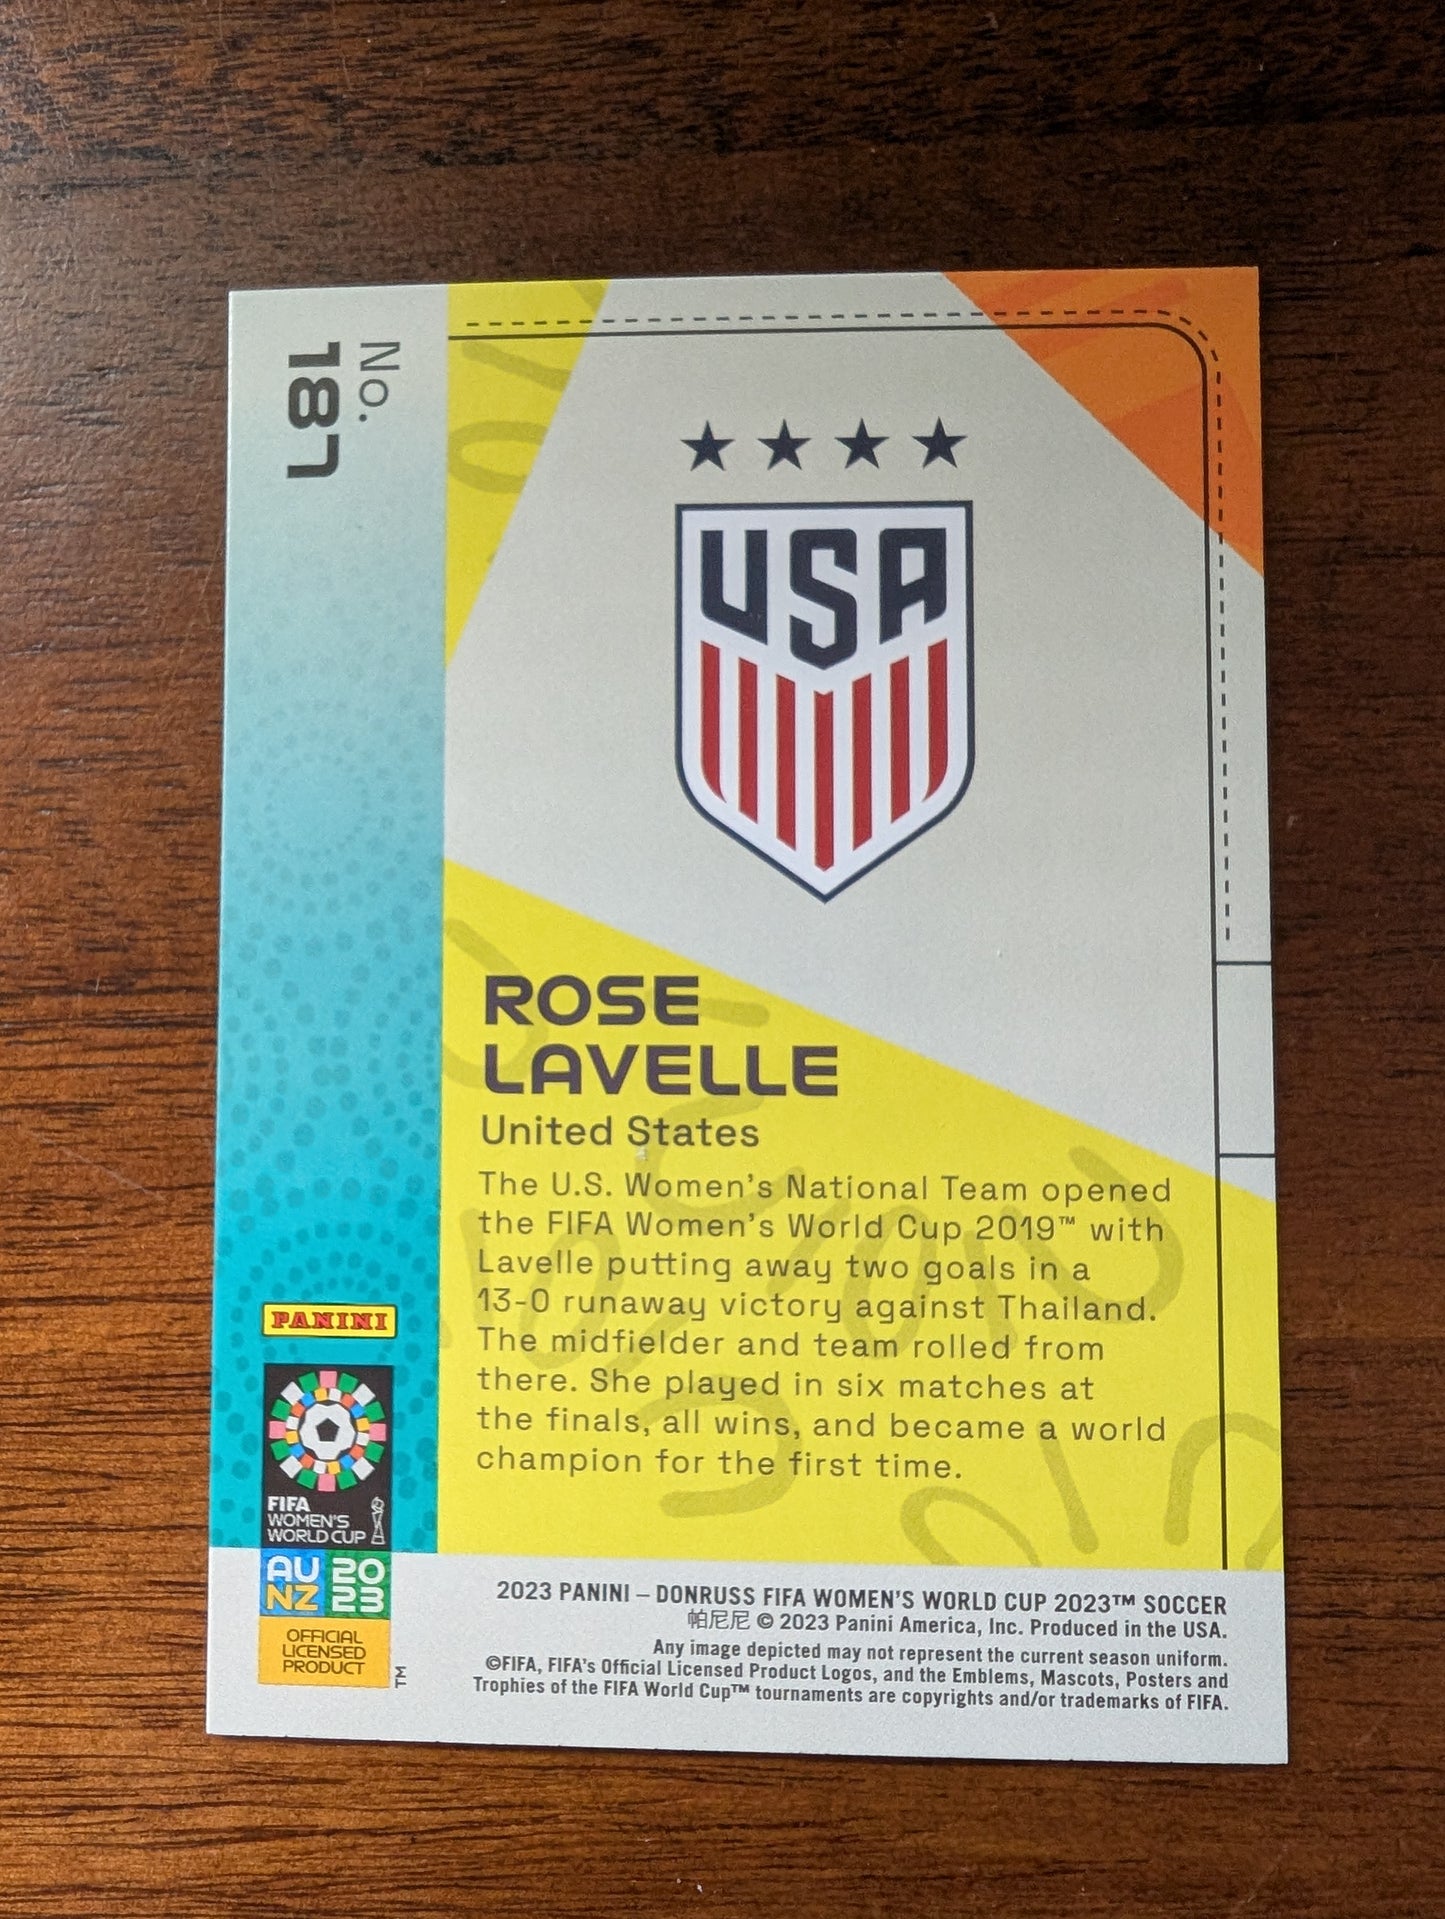 No.
187
USA
ROSE
LAVELLE
United States
The U.S. Women's National Team opened
the FIFA Women's World Cup 2019™ with
Lavelle putting away two goals in a
13-0 runaway victory against Thailand.
The midfielder and team rolled from
there. She played in six matches at
the finals, all wins, and became a world
champion for the first time.
PANINI
FIFA
WOMEN'S
WORLD CUP
AU 20
NZ 23
OFFICIAL
LICENSED
PRODUCT
TM
2023 PANINI – DONRUSS FIFA WOMEN'S WORLD CUP 2023™ SOCCER
帕尼尼 © 2023 Panini America, Inc. Produced in the USA.
Any image depicted may not represent the current season uniform.
©FIFA, FIFA's Official Licensed Product Logos, and the Emblems, Mascots, Posters and
Trophies of the FIFA World Cup™ tournaments are copyrights and/or trademarks of FIFA.